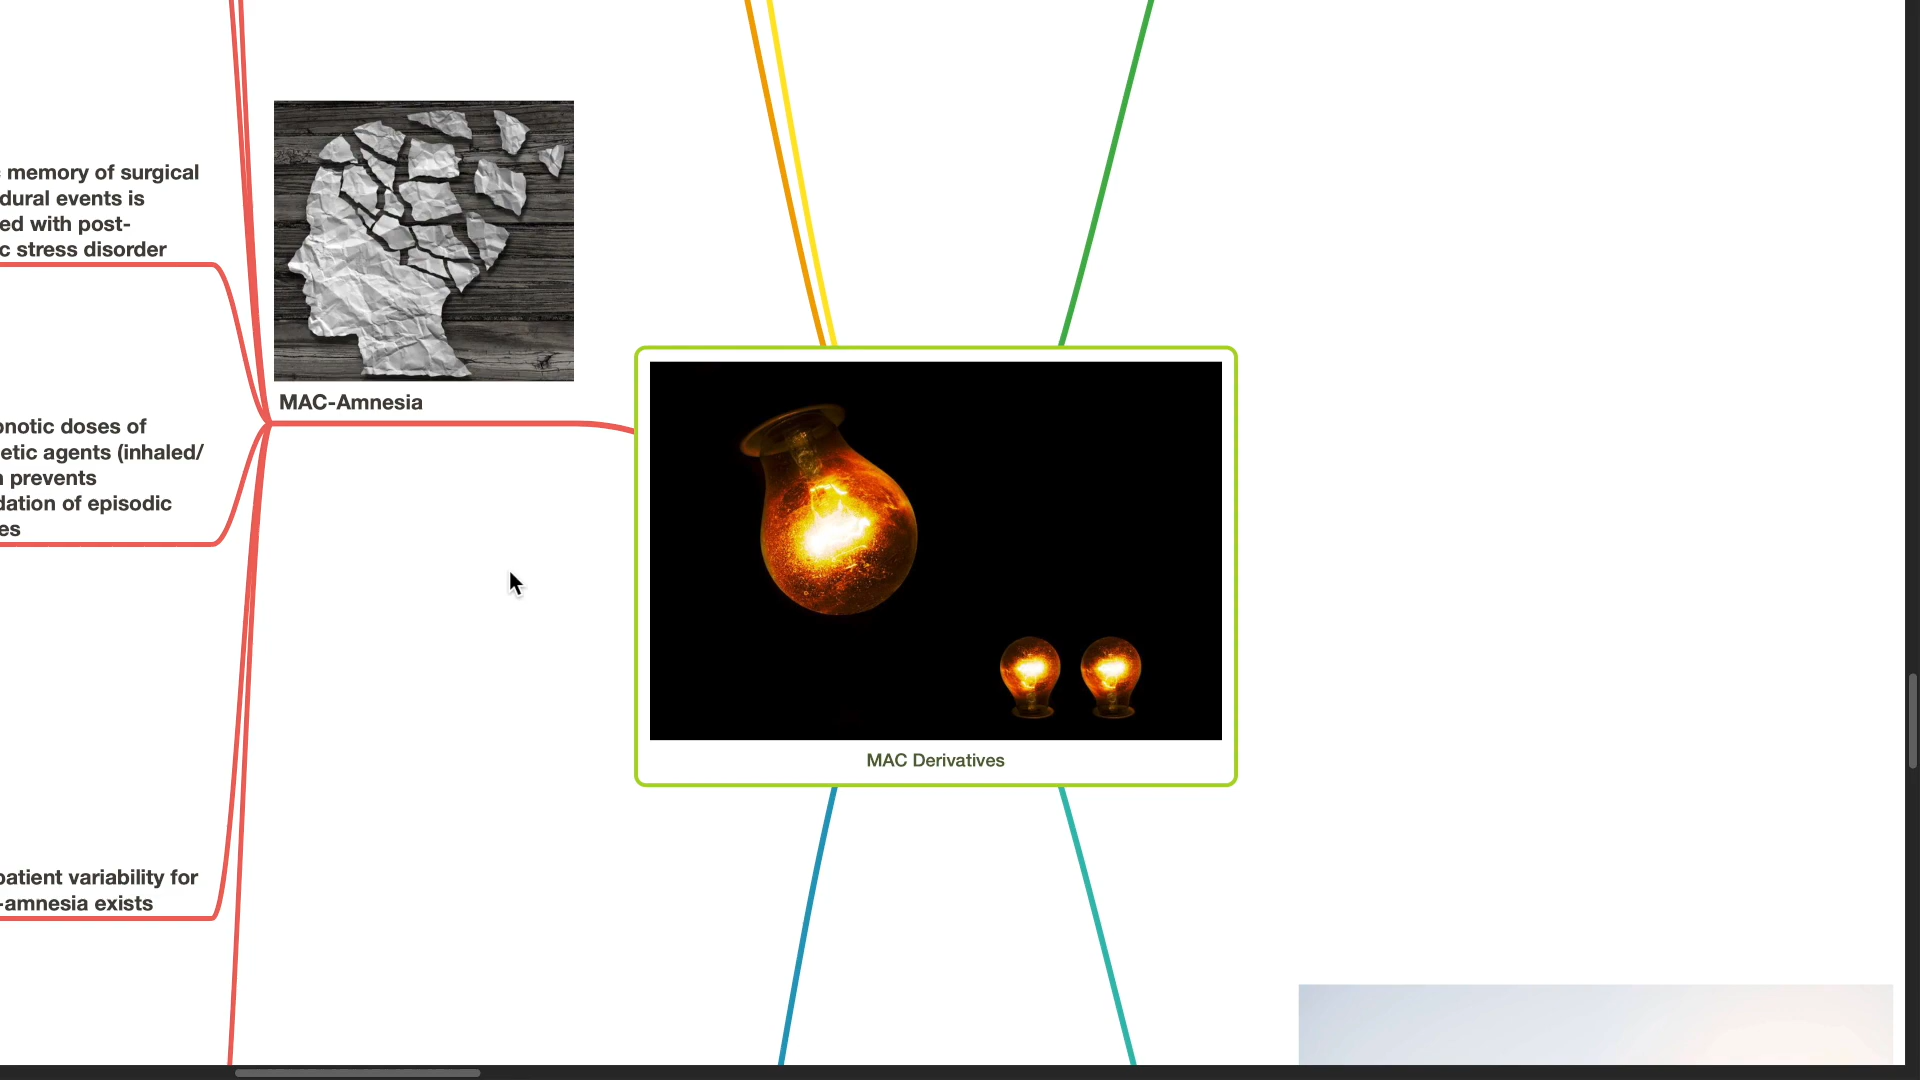 memory of surgical
dural events is
ed with post-
c stress disorder
MAC-Amnesia
notic doses of
etic agents (inhaled/
prevents
dation of episodic
es
patient variability for
-amnesia exists
MAC Derivatives